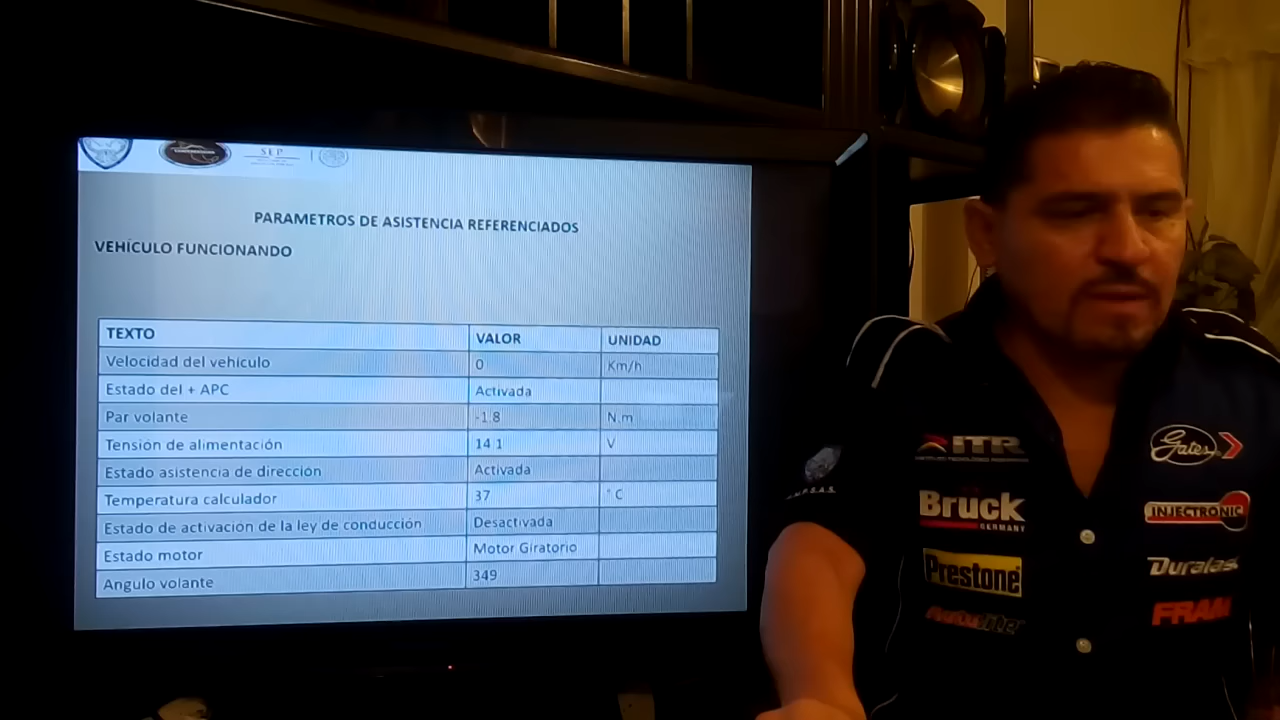 SEP
PARAMETROS DE ASISTENCIA REFERENCIADOS
VEHÍCULO FUNCIONANDO
TEXTO VALOR UNIDAD
Velocidad del vehiculo 0 Km/h
Estado del + APC Activada
Par volante -1.8 N.m
Tensión de alimentación 14.1 V
Estado asistencia de dirección Activada
Temperatura calculador 37 ° C
Estado de activación de la ley de conducción Desactivada
Estado motor Motor Giratorio
Angulo volante 349
ITR
Bruck
GERMANY
Prestone
Autolite
Gates
INJECTRONIC
Duralast
FRAM